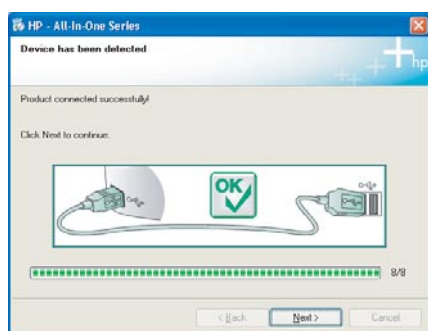 HP - All-In-One Series
Device has been detected
hp
Product connected successfully!
Click Next to continue.
OK
8/8
< Back
Next >
Cancel